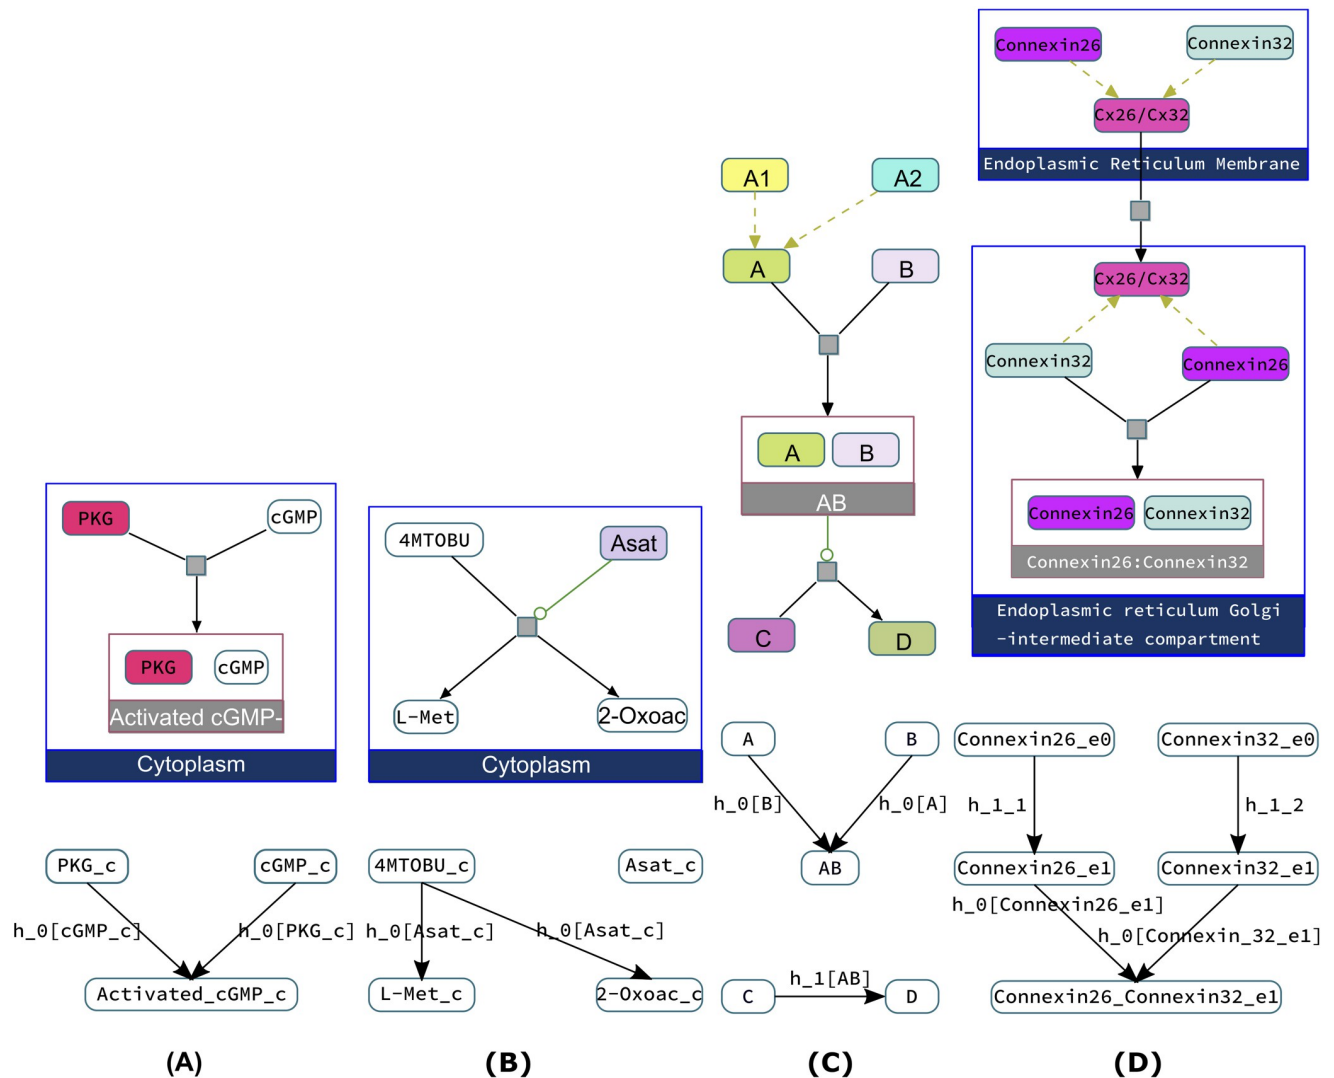 PKG
cGMP
PKG
cGMP
Activated cGMP-
Cytoplasm
PKG_c
cGMP_c
h_0[cGMP_c]
h_0[PKG_c]
Activated_cGMP_c
(A)
4MTOBU
Asat
L-Met
2-Oxoac
Cytoplasm
4MTOBU_c
Asat_c
h_0[Asat_c]
h_0[Asat_c]
L-Met_c
2-Oxoac_c
(B)
A1
A2
A
B
A
B
AB
C
D
A
B
h_0[B]
h_0[A]
AB
h_1[AB]
C
D
(C)
Connexin26
Connexin32
Cx26/Cx32
Endoplasmic Reticulum Membrane
Cx26/Cx32
Connexin32
Connexin26
Connexin26
Connexin32
Connexin26:Connexin32
Endoplasmic reticulum Golgi
-intermediate compartment
Connexin26_e0
Connexin32_e0
h_1_1
h_1_2
Connexin26_e1
Connexin32_e1
h_0[Connexin26_e1]
h_0[Connexin_32_e1]
Connexin26_Connexin32_e1
(D)